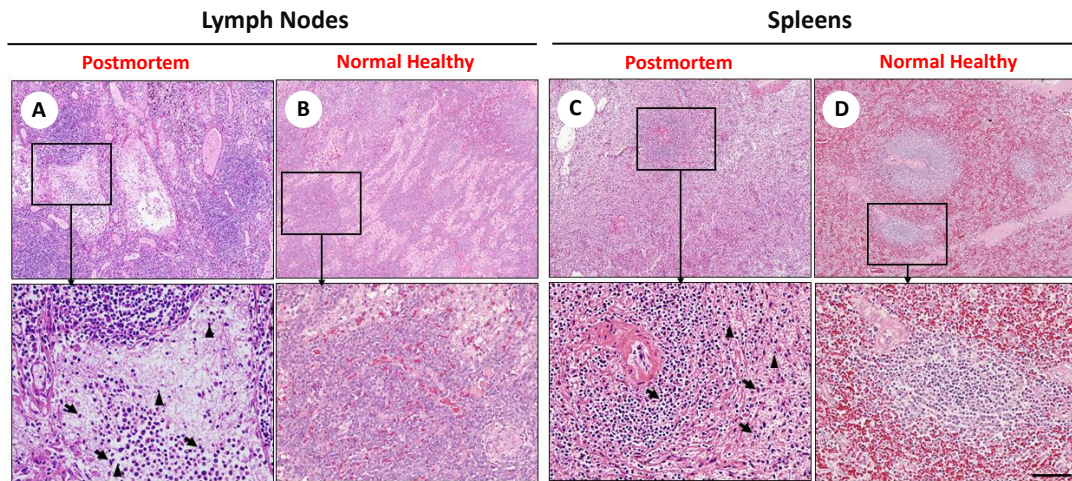 Lymph Nodes
Spleens
Postmortem
Normal Healthy
Postmortem
Normal Healthy
A
B
C
D